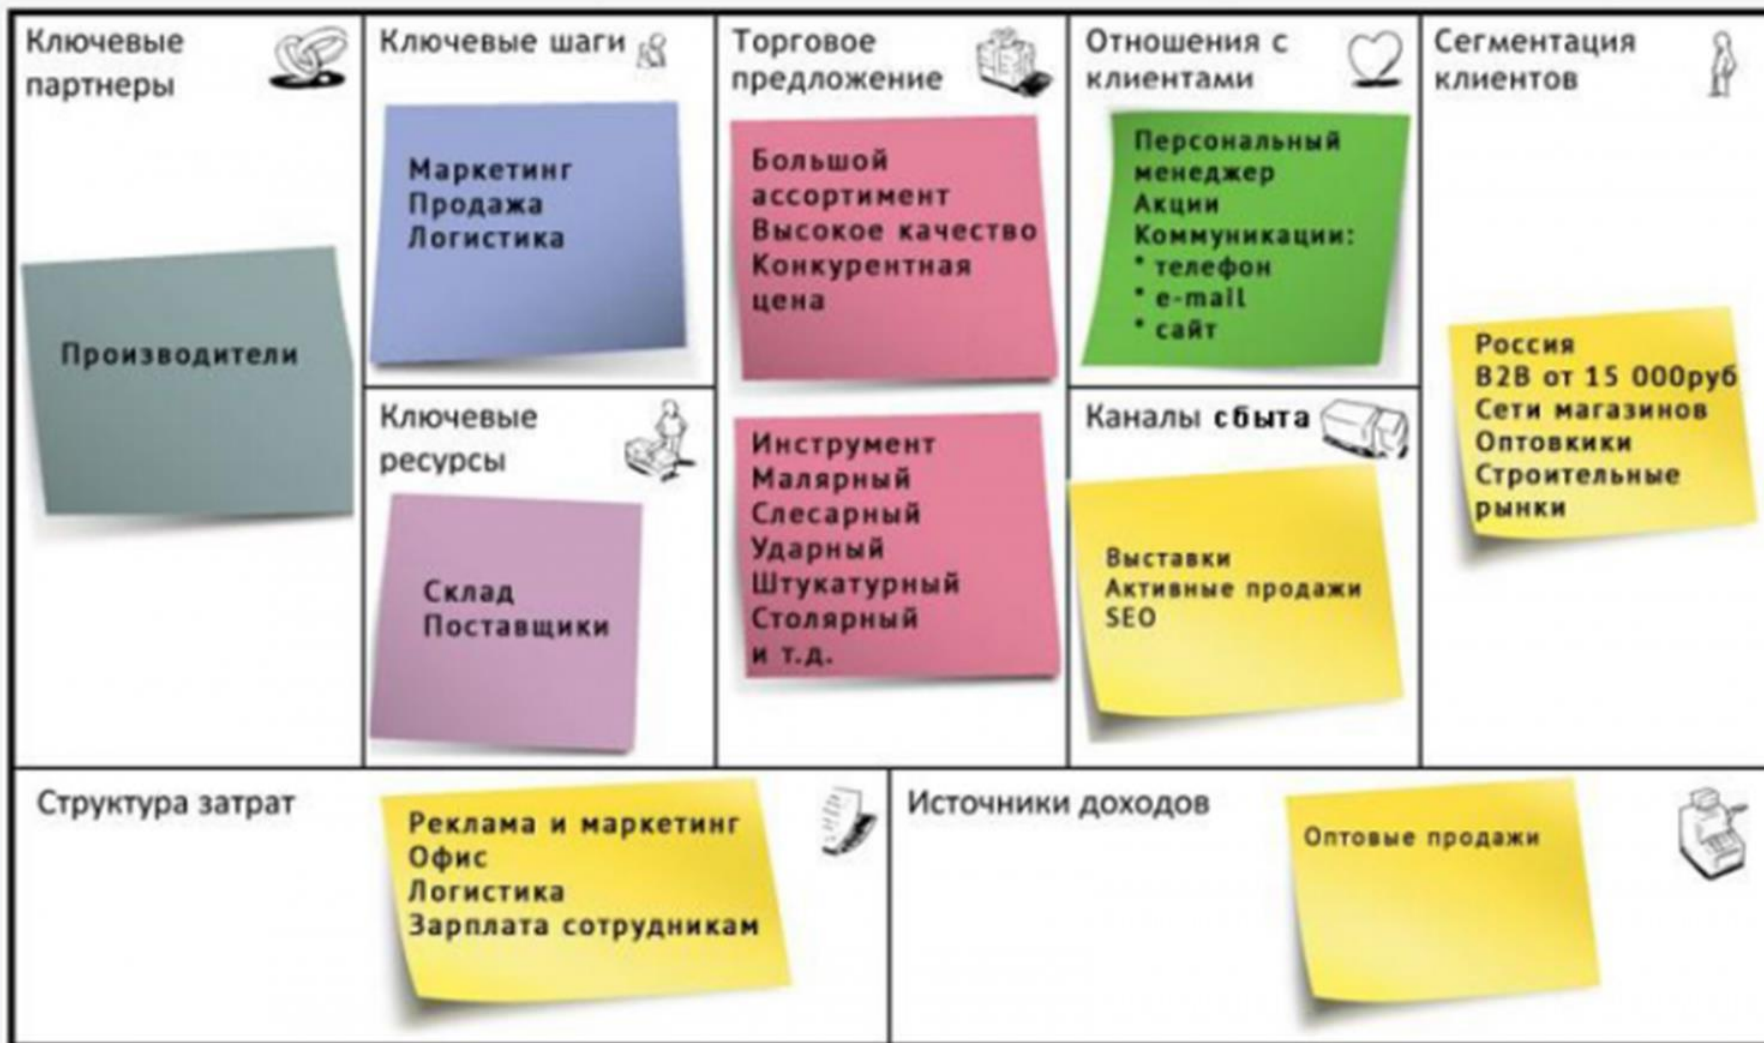 Ключевые
партнеры
Производители
Ключевые шаги
Маркетинг
Продажа
Логистика
Ключевые
ресурсы
Склад
Поставщики
Торговое
предложение
Большой
ассортимент
Высокое качество
Конкурентная
цена
Инструмент
Малярный
Слесарный
Ударный
Штукатурный
Столярный
и т.д.
Отношения с
клиентами
Персональный
менеджер
Акции
Коммуникации:
* телефон
* e-mail
* сайт
Каналы сбыта
Выставки
Активные продажи
SEO
Сегментация
клиентов
Россия
B2B от 15 000руб
Сети магазинов
Оптовкики
Строительные
рынки
Структура затрат
Реклама и маркетинг
Офис
Логистика
Зарплата сотрудникам
Источники доходов
Оптовые продажи